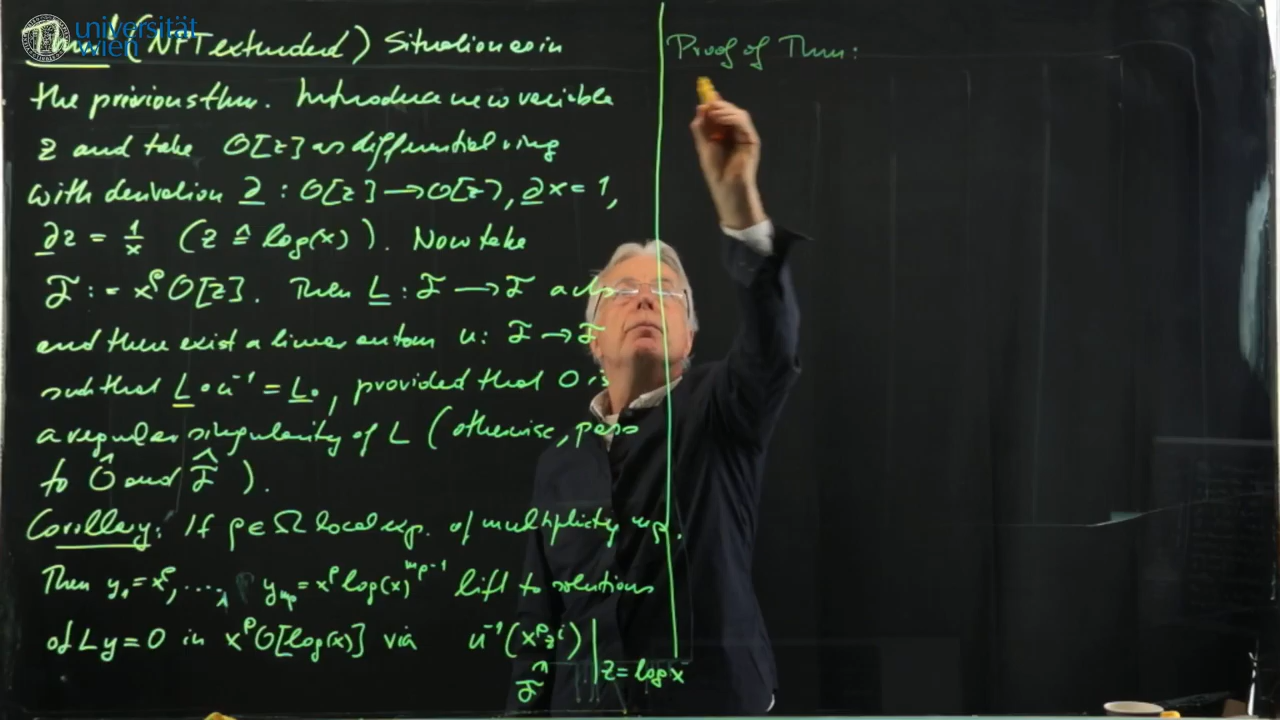 universität
wien
Thm (NFT extended) Situation as in
the previous thm. Introduce new variable
z and take O[z] as differential ring
with derivation ∂ : O[z] → O[z], ∂x = 1,
∂z = 1/x (z ≙ log(x)). Now take
F := x^ρ O[z]. Then L : F → F acts
and there exist a linear autom u : F → F
such that L ∘ u⁻¹ = L₀, provided that 0 is
a regular singularity of L (otherwise, pass
to Ô and F̂).
Corollary: If ρ ∈ Ω local exp. of multiplicity m_ρ.
Then y₁ = x^ρ, ...., y_{m_ρ} = x^ρ log(x)^{m_ρ-1} lift to solutions
of Ly = 0 in x^ρ O[log(x)] via u⁻¹(x^ρ z^i)|z = log x
∩
F
Proof of Thm: